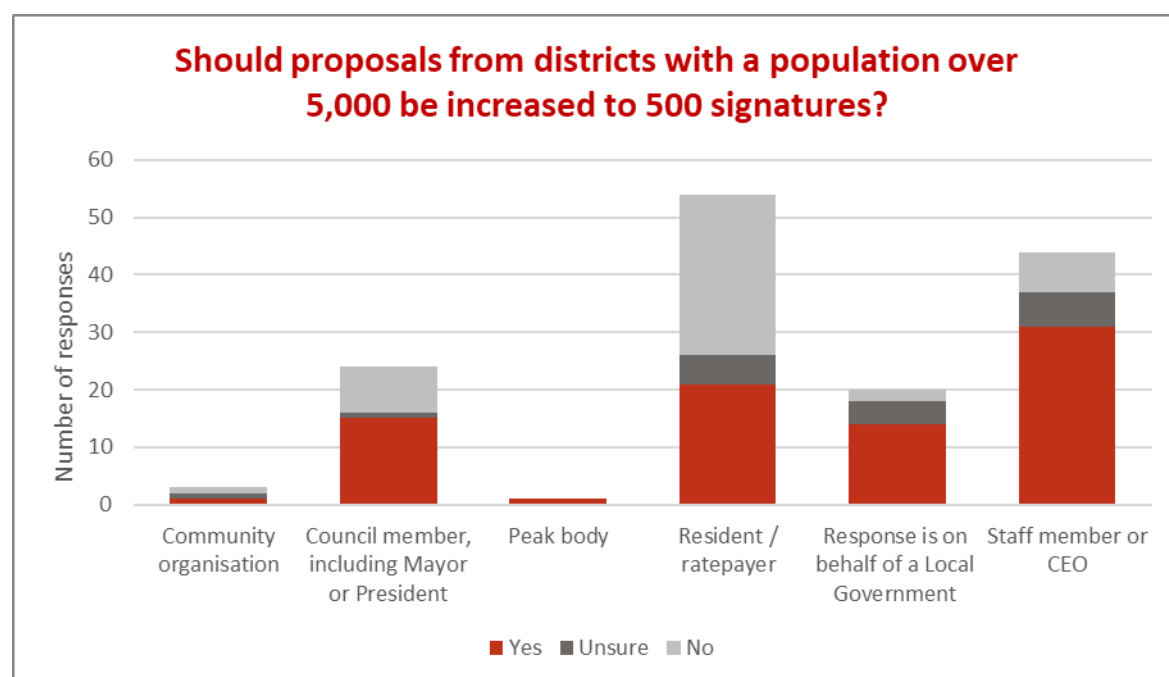 Should proposals from districts with a population over
5,000 be increased to 500 signatures?
60
50
40
30
20
10
0
Number of responses
Community
organisation
Council member,
including Mayor
or President
Peak body
Resident /
ratepayer
Response is on
behalf of a Local
Government
Staff member or
CEO
Yes Unsure No